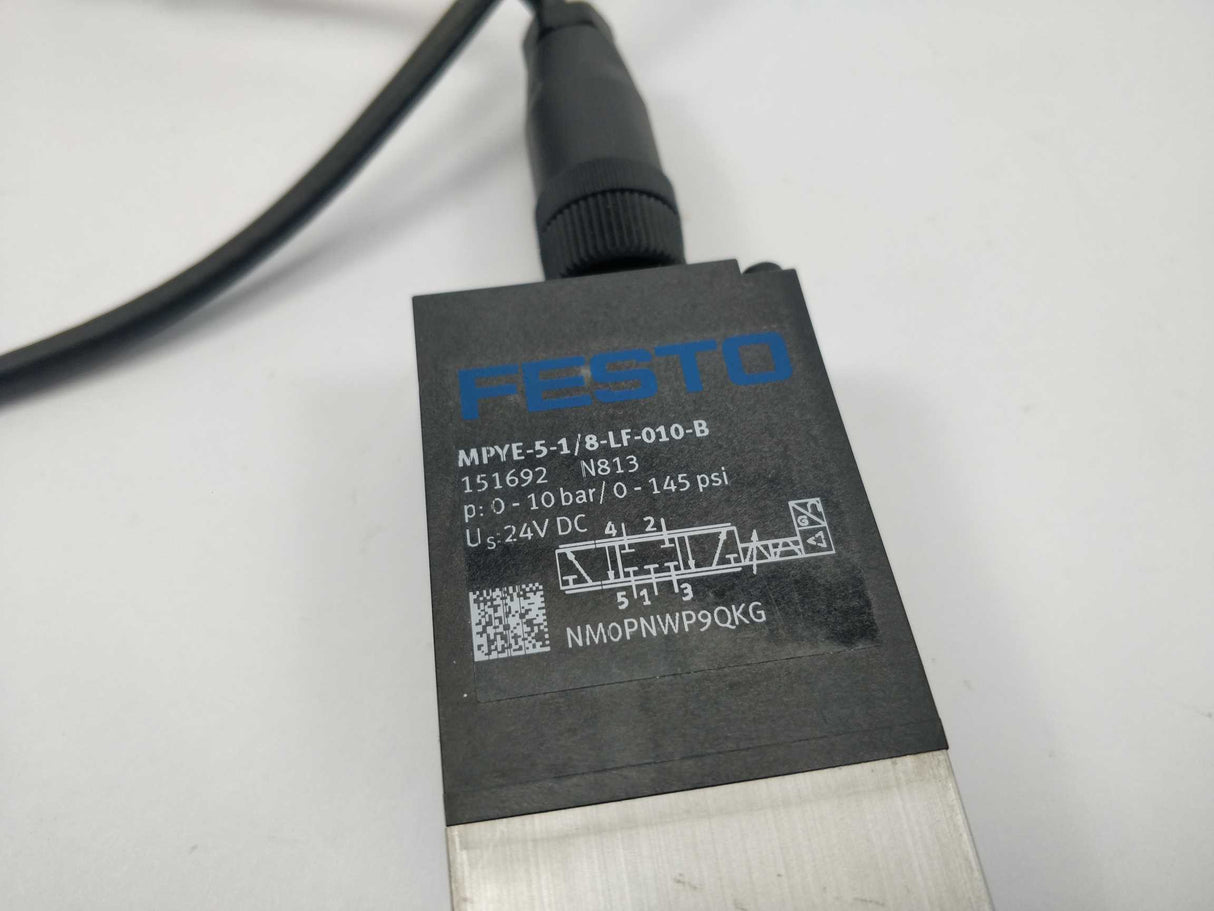 FESTO
MPYE-5-1/8-LF-010-B
151692 N813
p: 0 - 10 bar/ 0 - 145 psi
Us:24V DC
4 2
G
5 1 3
NM0PNWP9QKG